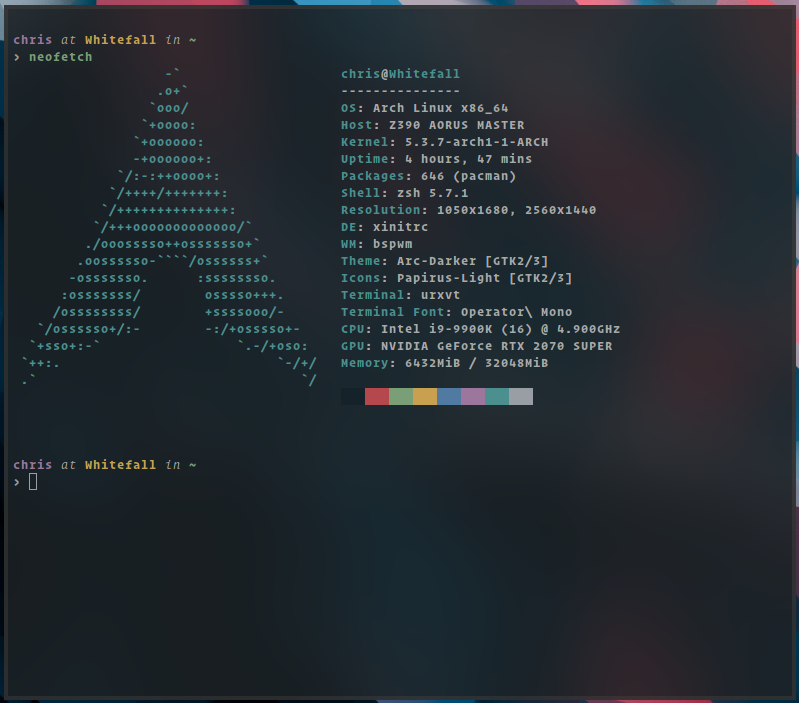 chris at Whitefall in ~
› neofetch
-`
.o+`
`ooo/
`+oooo:
`+oooooo:
-+oooooo+:
`/:-:++oooo+:
`/++++/+++++++:
`/++++++++++++++:
`/+++ooooooooooooo/`
./ooosssso++osssssso+`
.oossssso-````/ossssss+`
-osssssso.      :ssssssso.
:osssssss/        osssso+++.
/ossssssss/        +ssssooo/-
`/ossssso+/:-        -:/+osssso+-
`+sso+:-`                 `.-/+oso:
`++:.                           `-/+/
.`                                 `/
chris@Whitefall
---------------
OS: Arch Linux x86_64
Host: Z390 AORUS MASTER
Kernel: 5.3.7-arch1-1-ARCH
Uptime: 4 hours, 47 mins
Packages: 646 (pacman)
Shell: zsh 5.7.1
Resolution: 1050x1680, 2560x1440
DE: xinitrc
WM: bspwm
Theme: Arc-Darker [GTK2/3]
Icons: Papirus-Light [GTK2/3]
Terminal: urxvt
Terminal Font: Operator\ Mono
CPU: Intel i9-9900K (16) @ 4.900GHz
GPU: NVIDIA GeForce RTX 2070 SUPER
Memory: 6432MiB / 32048MiB
chris at Whitefall in ~
›